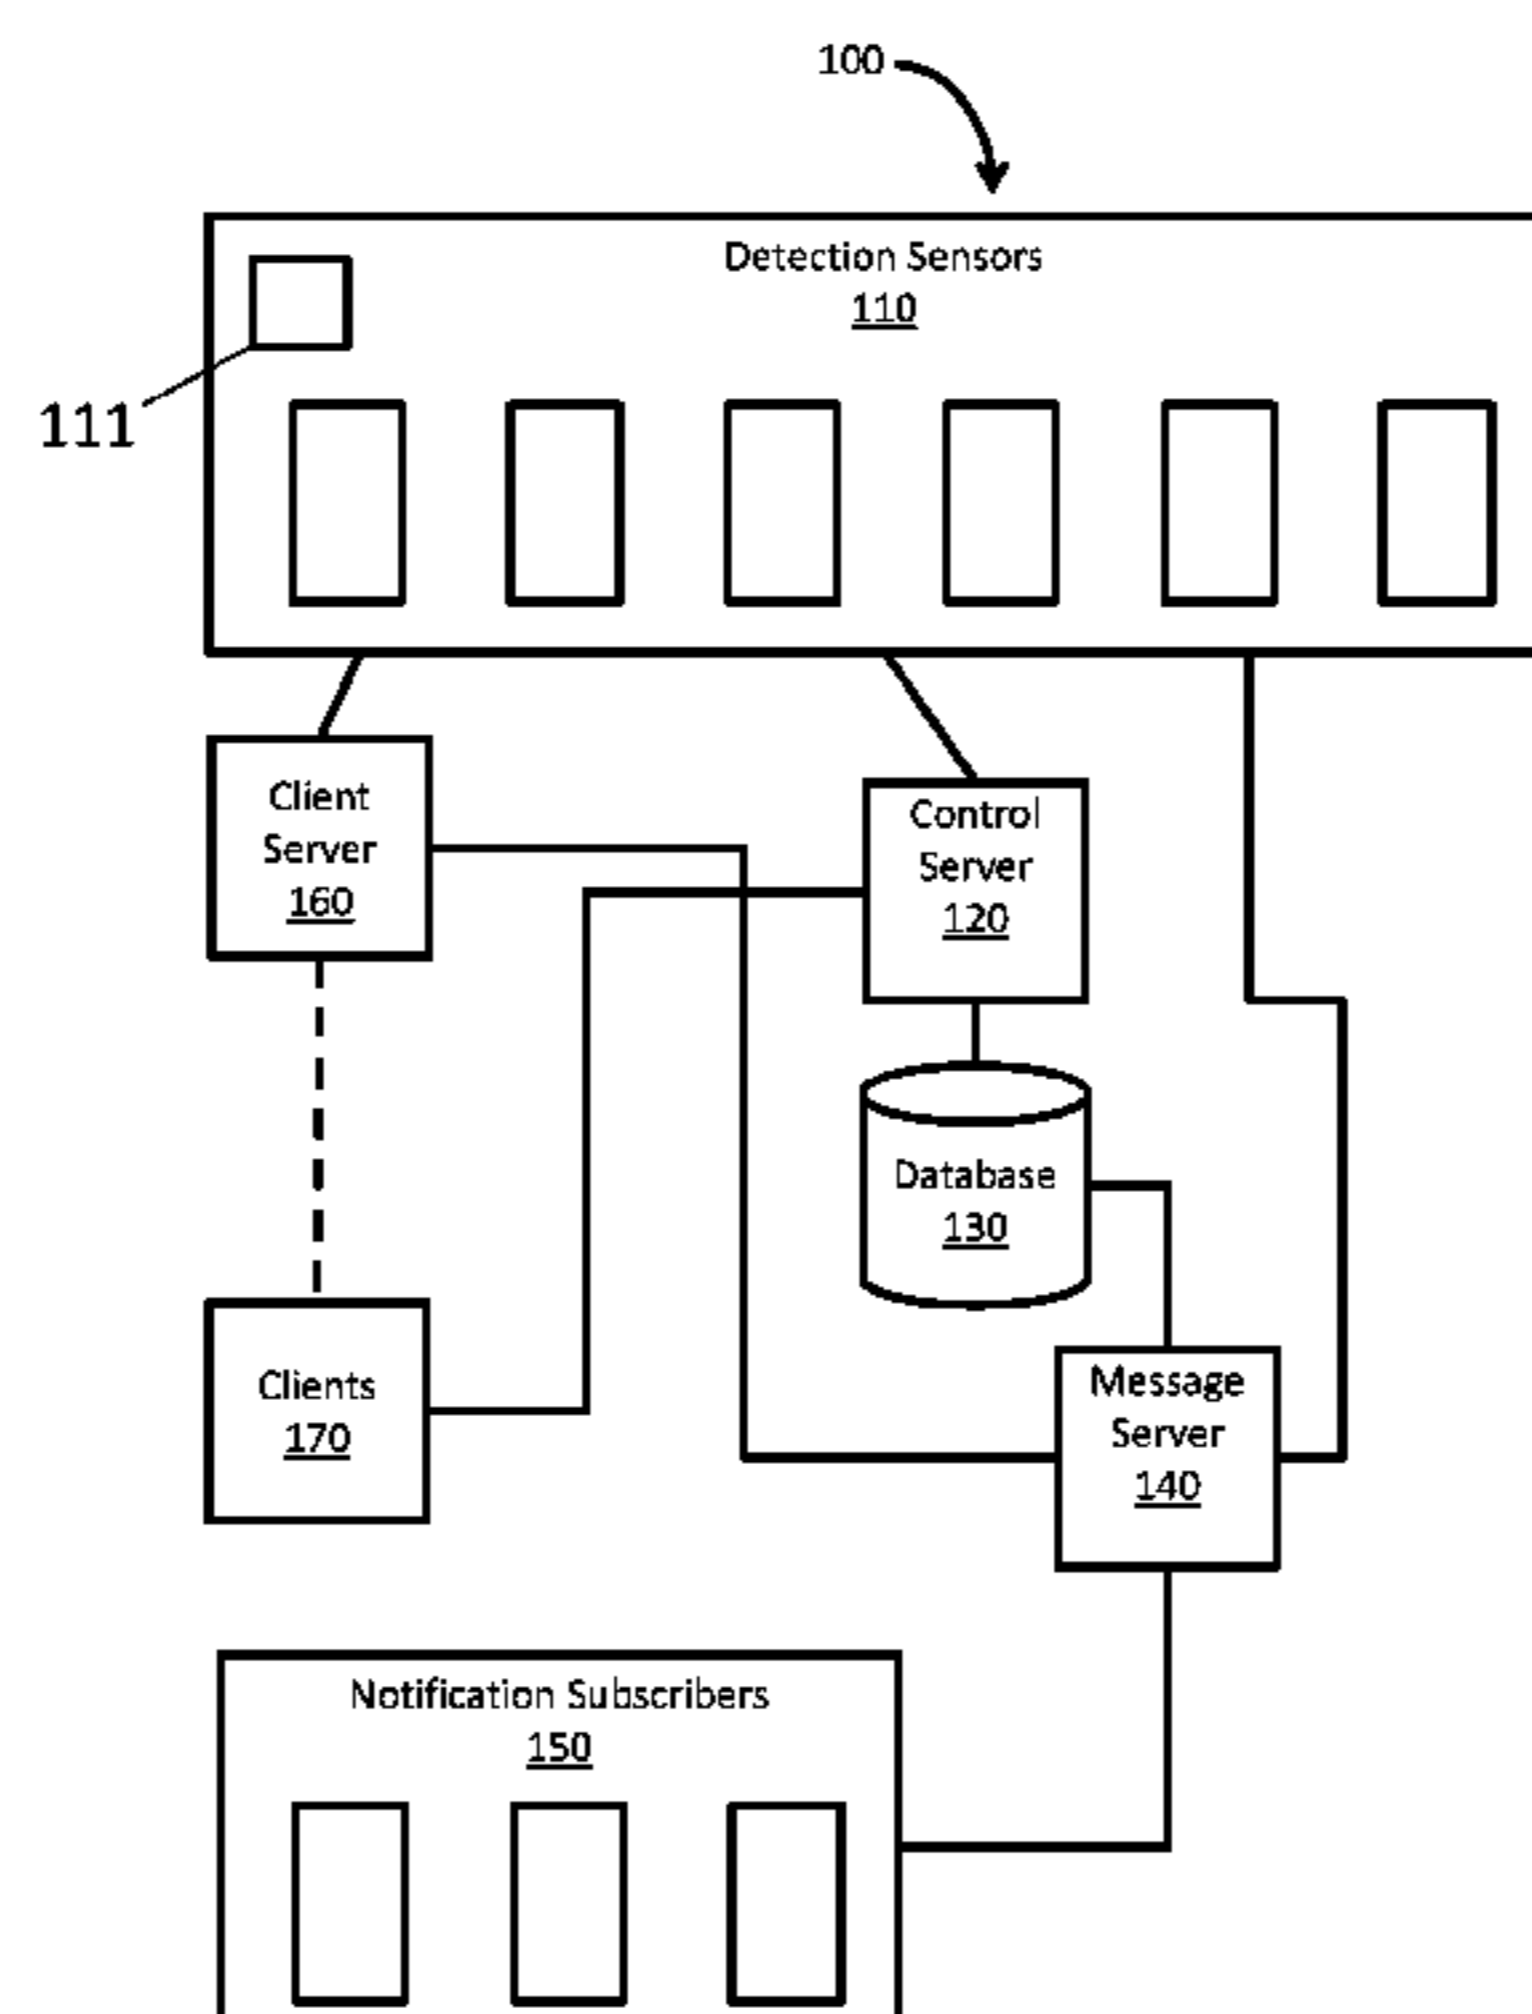 100
Detection Sensors
110
111
Client
Server
160
Control
Server
120
Database
130
Clients
170
Message
Server
140
Notification Subscribers
150